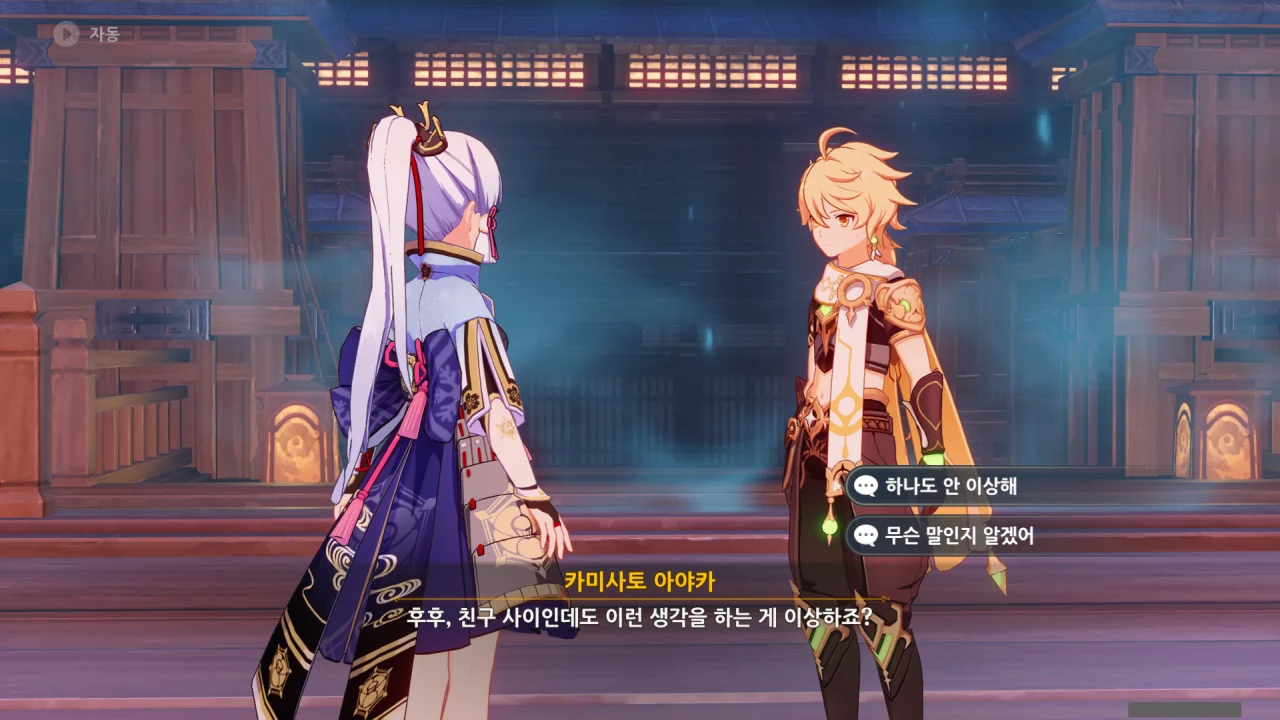 자동
하나도 안 이상해
무슨 말인지 알겠어
카미사토 아야카
후후, 친구 사이인데도 이런 생각을 하는 게 이상하죠?